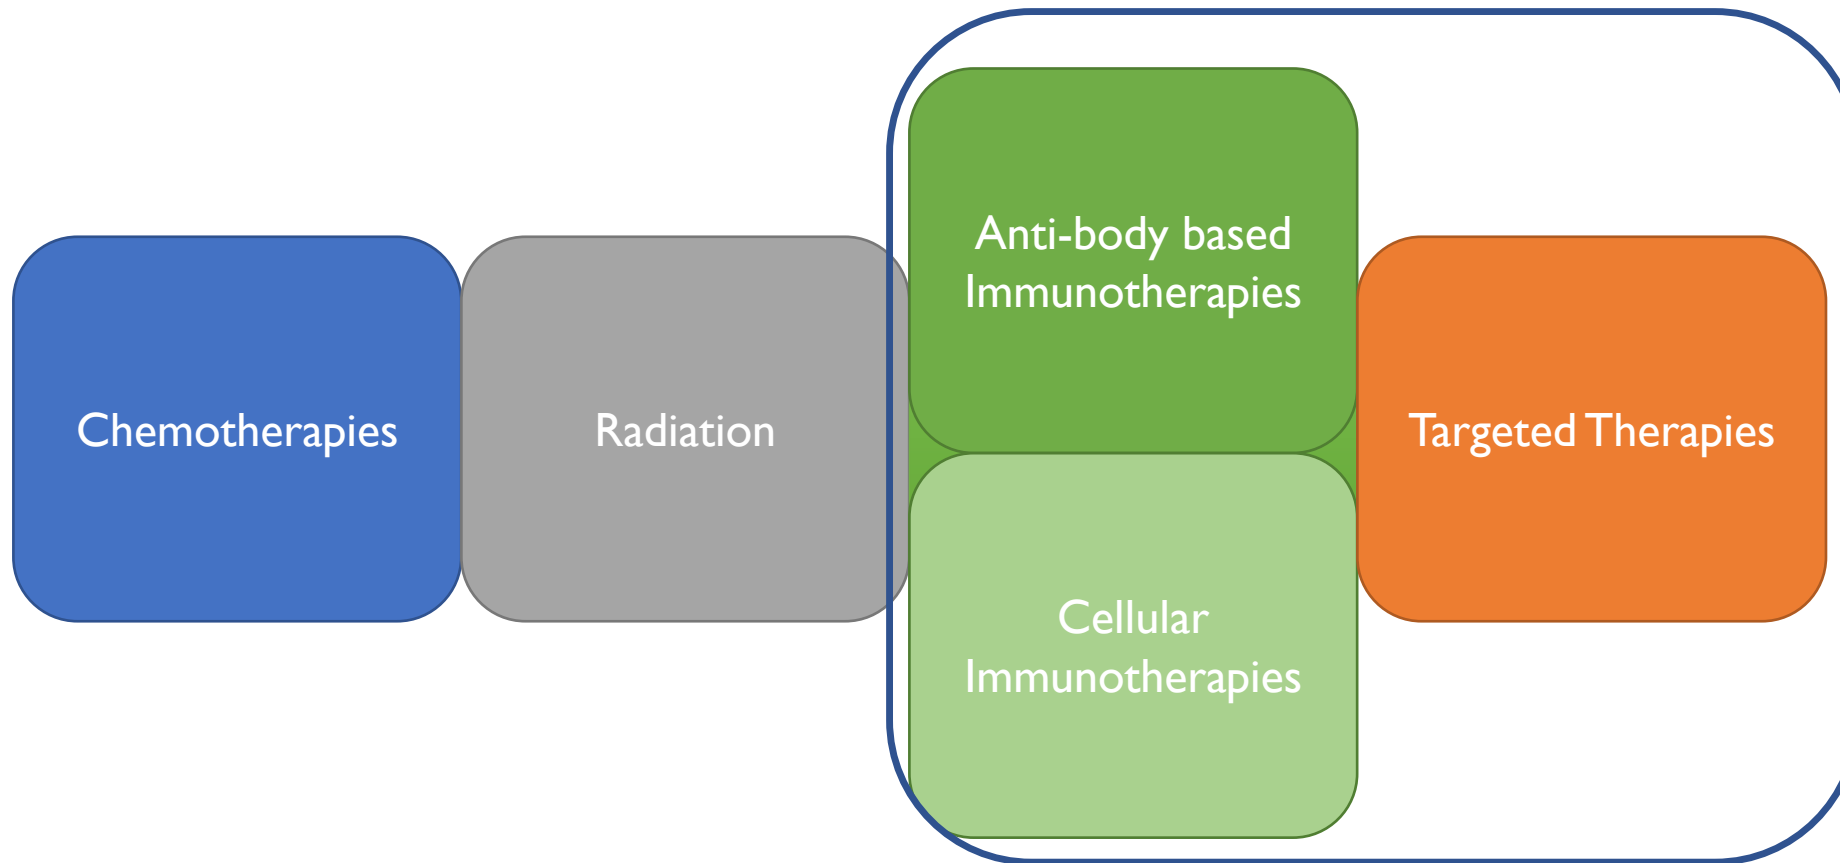 Chemotherapies
Radiation
Anti-body based
Immunotherapies
Cellular
Immunotherapies
Targeted Therapies